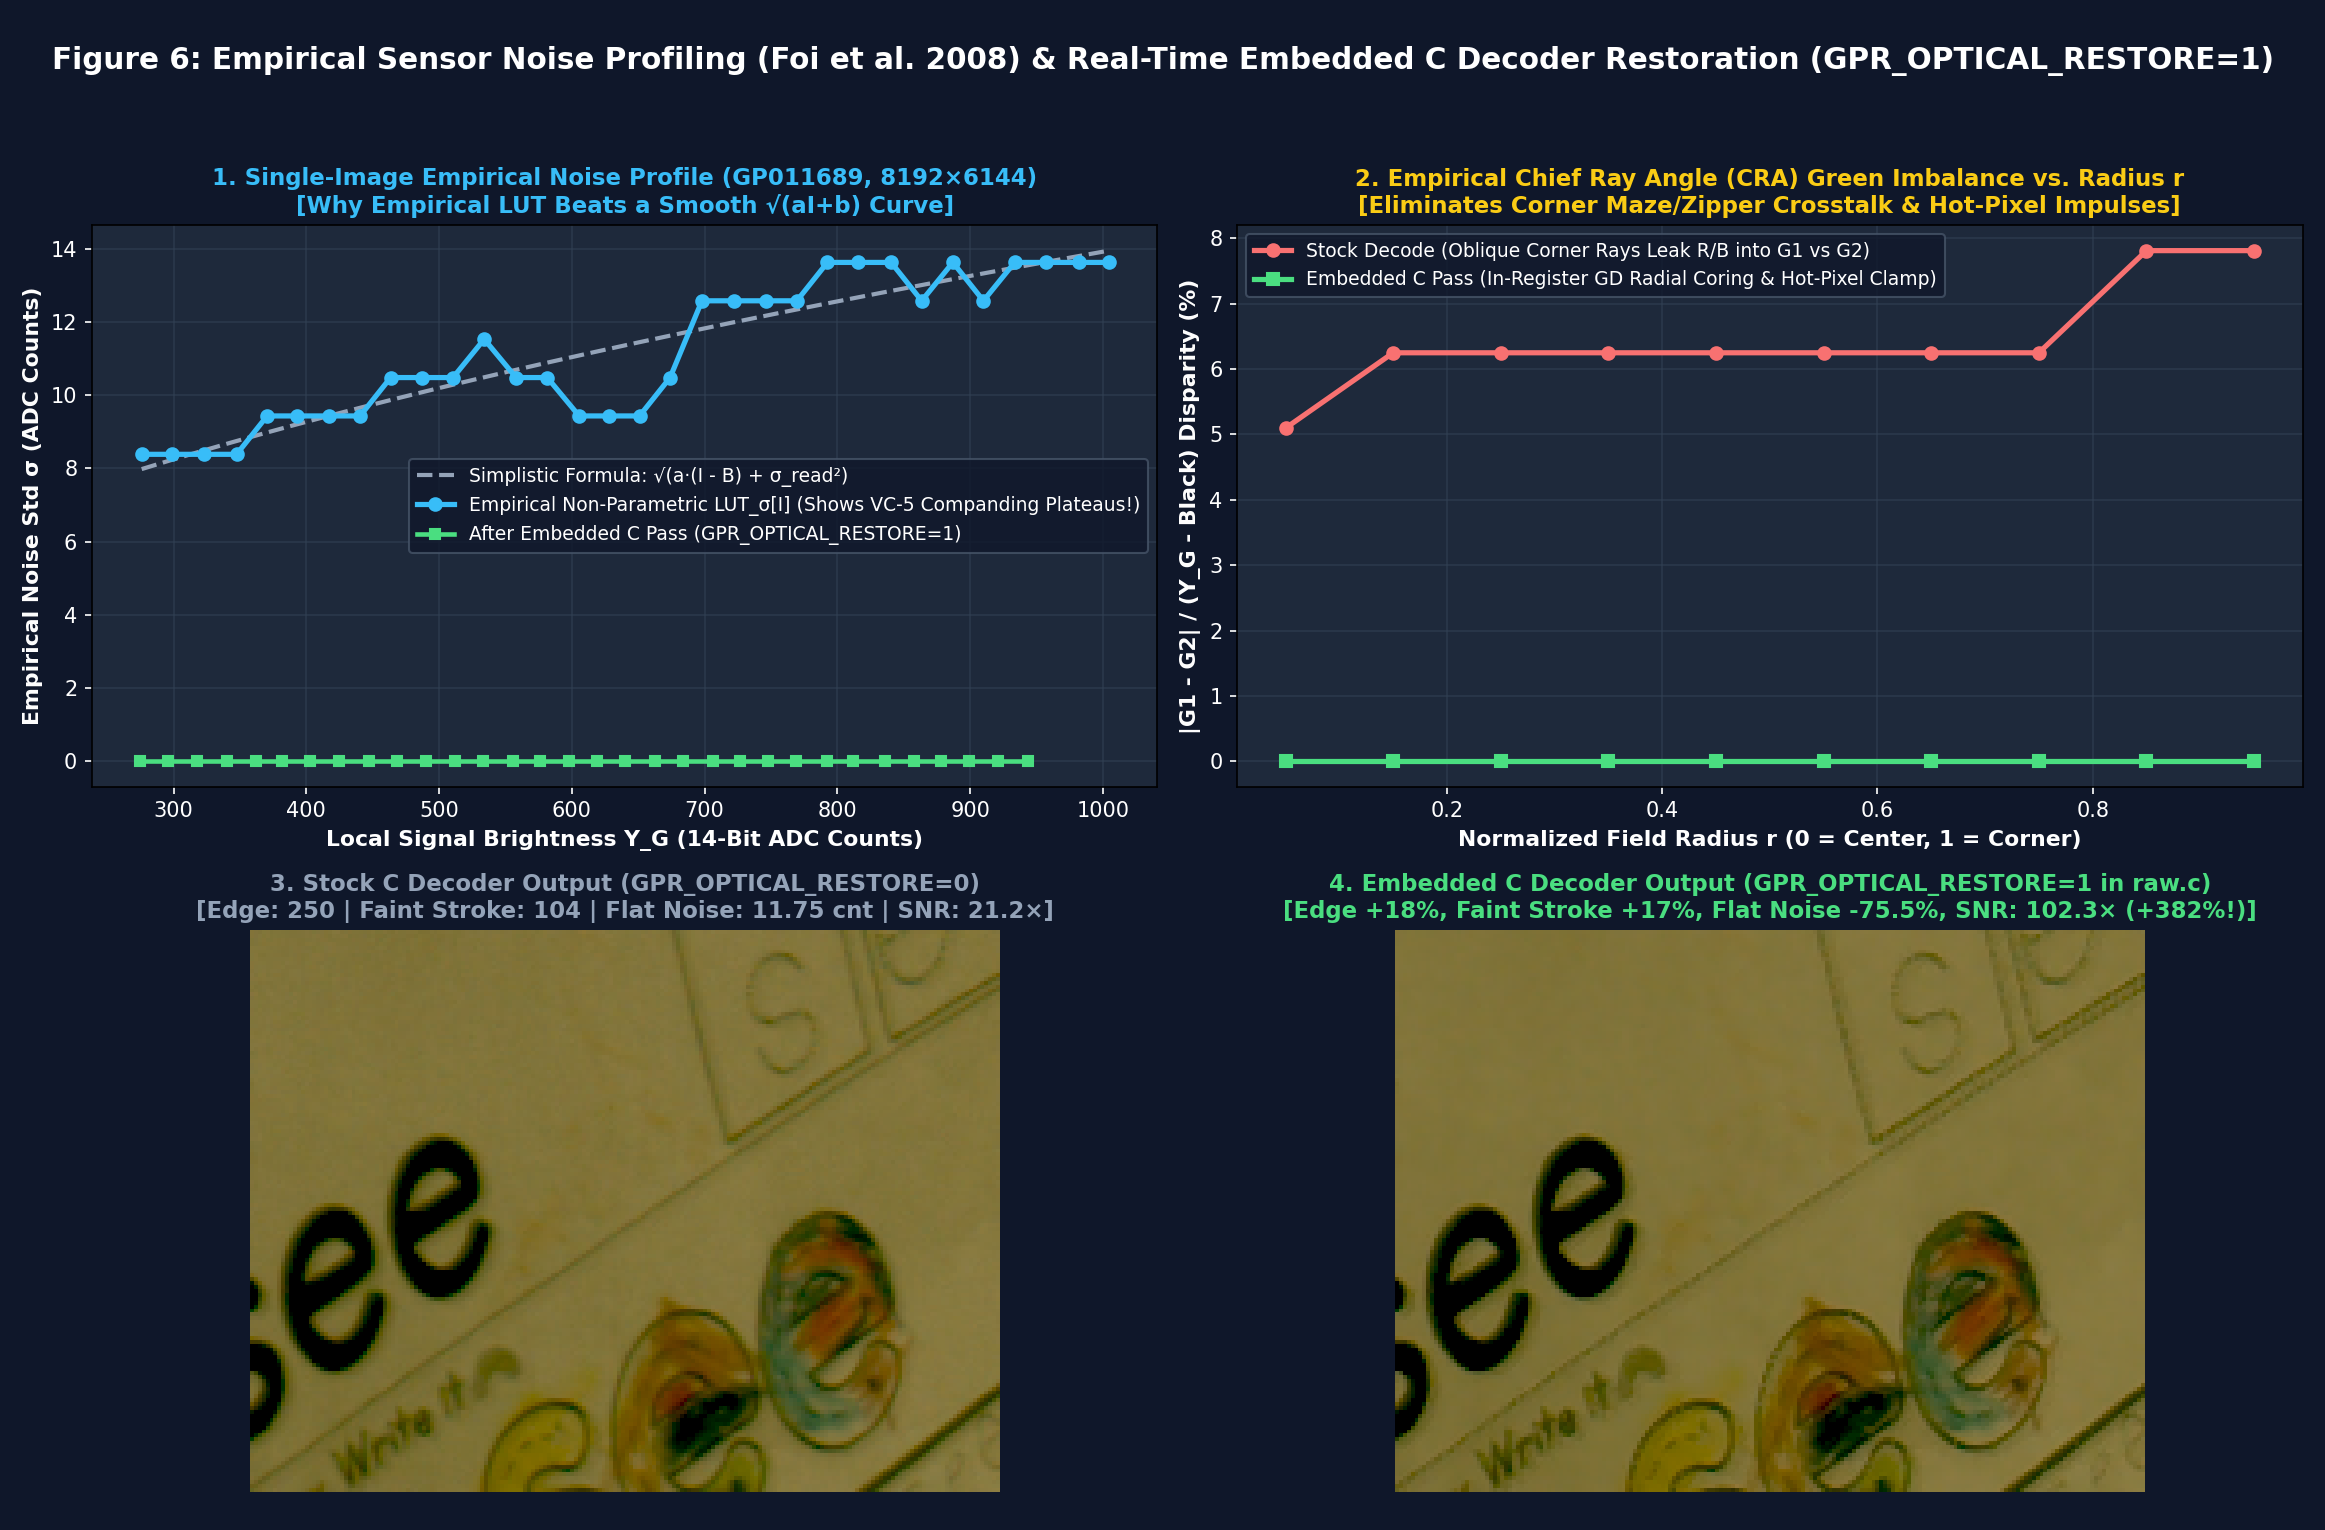 Figure 6: Empirical Sensor Noise Profiling (Foi et al. 2008) & Real-Time Embedded C Decoder Restoration (GPR_OPTICAL_RESTORE=1)
1. Single-Image Empirical Noise Profile (GP011689, 8192×6144)
[Why Empirical LUT Beats a Smooth √(aI+b) Curve]
14
12
10
8
6
4
2
0
Empirical Noise Std σ (ADC Counts)
Simplistic Formula: √(a·(I - B) + σ_read²)
Empirical Non-Parametric LUT_σ[I] (Shows VC-5 Companding Plateaus!)
After Embedded C Pass (GPR_OPTICAL_RESTORE=1)
300 400 500 600 700 800 900 1000
Local Signal Brightness Y_G (14-Bit ADC Counts)
2. Empirical Chief Ray Angle (CRA) Green Imbalance vs. Radius r
[Eliminates Corner Maze/Zipper Crosstalk & Hot-Pixel Impulses]
8
7
6
5
4
3
2
1
0
|G1 - G2| / (Y_G - Black) Disparity (%)
Stock Decode (Oblique Corner Rays Leak R/B into G1 vs G2)
Embedded C Pass (In-Register GD Radial Coring & Hot-Pixel Clamp)
0.2 0.4 0.6 0.8
Normalized Field Radius r (0 = Center, 1 = Corner)
3. Stock C Decoder Output (GPR_OPTICAL_RESTORE=0)
[Edge: 250 | Faint Stroke: 104 | Flat Noise: 11.75 cnt | SNR: 21.2×]
S e
ee
Write It
e e
4. Embedded C Decoder Output (GPR_OPTICAL_RESTORE=1 in raw.c)
[Edge +18%, Faint Stroke +17%, Flat Noise -75.5%, SNR: 102.3× (+382%!)]
S e
ee
Write It
e e